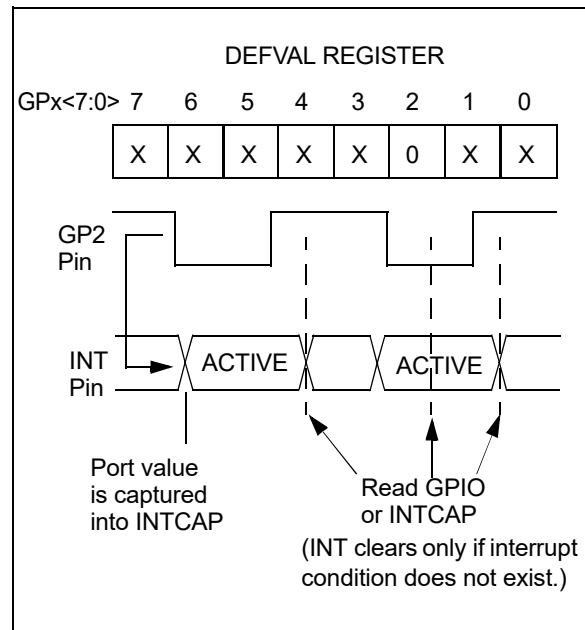 DEFVAL REGISTER
GPx<7:0> 7 6 5 4 3 2 1 0
X X X X X 0 X X
GP2
Pin
INT
Pin
ACTIVE
ACTIVE
Port value
is captured
into INTCAP
Read GPIO
or INTCAP
(INT clears only if interrupt
condition does not exist.)